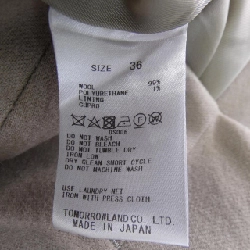 SIZE 36
WOOL 99%
POLYURETHANE 1%
LINING
CUPRO
DO NOT WASH
DO NOT BLEACH
DO NOT TUMBLE DRY
IRON LOW
DRY CLEAN SHORT CYCLE
DO NOT MACHINE WASH
USE LAUNDRY NET
IRON WITH PRESS CLOTH
TOMORROWLAND CO., LTD.
MADE IN JAPAN